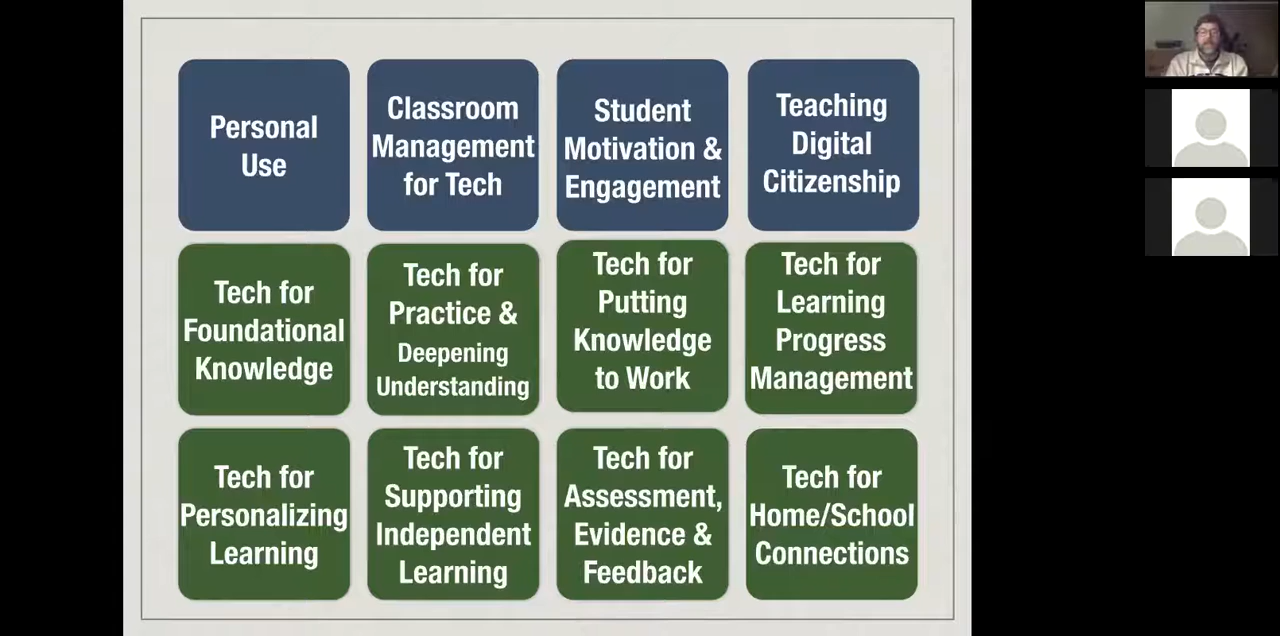 Personal
Use
Classroom
Management
for Tech
Student
Motivation &
Engagement
Teaching
Digital
Citizenship
Tech for
Foundational
Knowledge
Tech for
Practice &
Deepening
Understanding
Tech for
Putting
Knowledge
to Work
Tech for
Learning
Progress
Management
Tech for
Personalizing
Learning
Tech for
Supporting
Independent
Learning
Tech for
Assessment,
Evidence &
Feedback
Tech for
Home/School
Connections